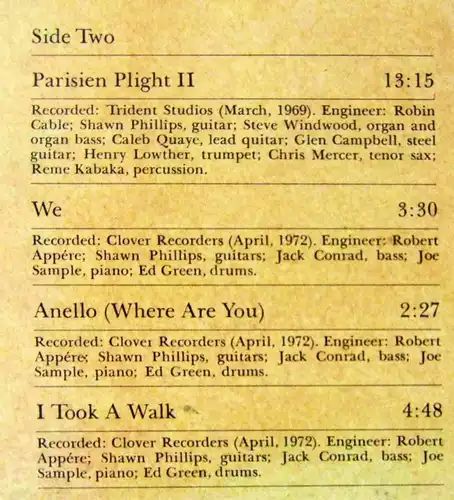 Side Two
Parisien Plight II 13:15
Recorded: Trident Studios (March, 1969). Engineer: Robin
Cable; Shawn Phillips, guitar; Steve Windwood, organ and
organ bass; Caleb Quaye, lead quitar; Glen Campbell, steel
guitar; Henry Lowther, trumpet; Chris Mercer, tenor sax;
Reme Kabaka, percussion.
We 3:30
Recorded: Clover Recorders (April, 1972). Engineer: Robert
Appére; Shawn Phillips, guitars; Jack Conrad, bass; Joe
Sample, piano; Ed Green, drums.
Anello (Where Are You) 2:27
Recorded: Clover Recorders (April, 1972). Engineer: Robert
Appére; Shawn Phillips, guitars; Jack Conrad, bass; Joe
Sample, piano; Ed Green, drums.
I Took A Walk 4:48
Recorded: Clover Recorders (April, 1972). Engineer: Robert
Appére; Shawn Phillips, guitars; Jack Conrad, bass; Joe
Sample, piano; Ed Green, drums.